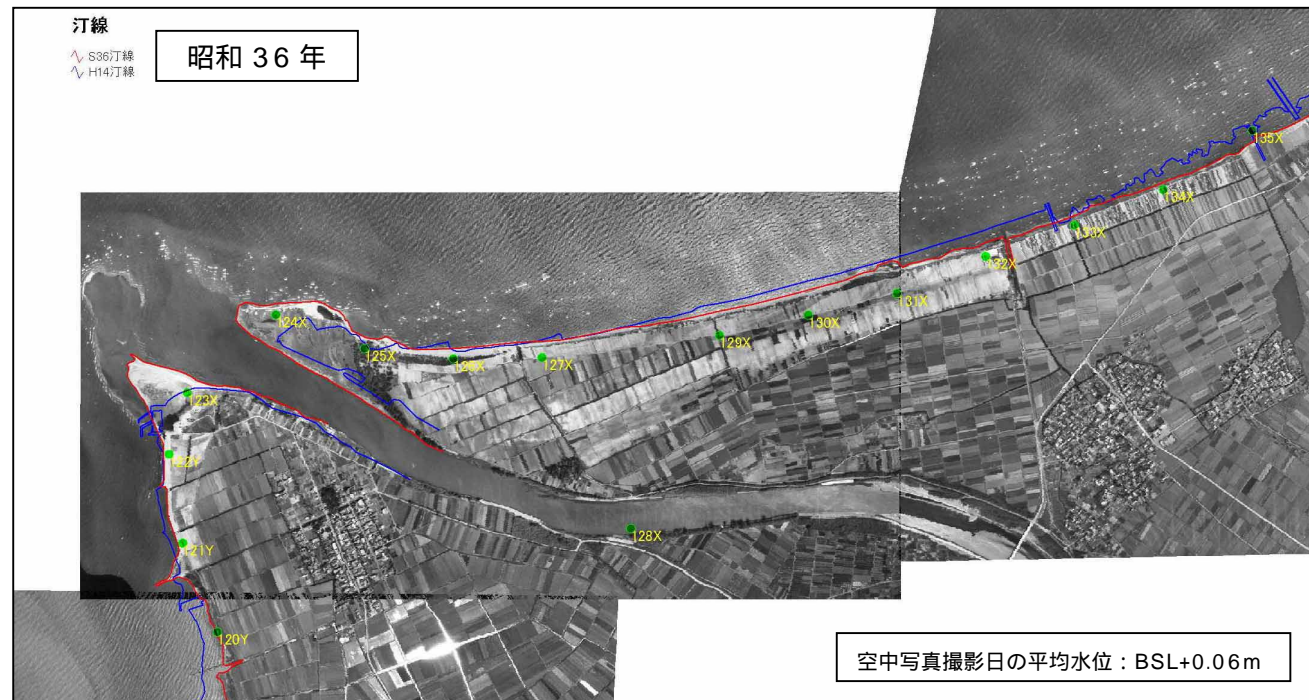 汀線
S36汀線
H14汀線
昭和 36 年
135X
134X
133X
132X
131X
130X
129X
124X
125X
126X
127X
123X
122Y
128X
121Y
120Y
空中写真撮影日の平均水位：BSL+0.06m